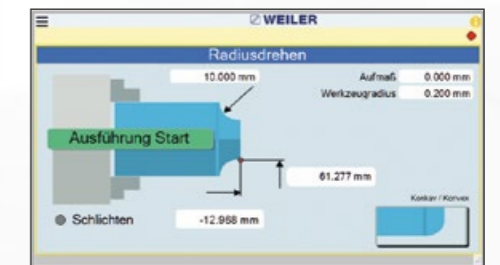 WEILER
Radiusdrehen
10.000 mm
Aufmaß 0.000 mm
Werkzeugradius 0.200 mm
Ausführung Start
61.277 mm
Konkav / Konvex
Schlichten
-12.968 mm